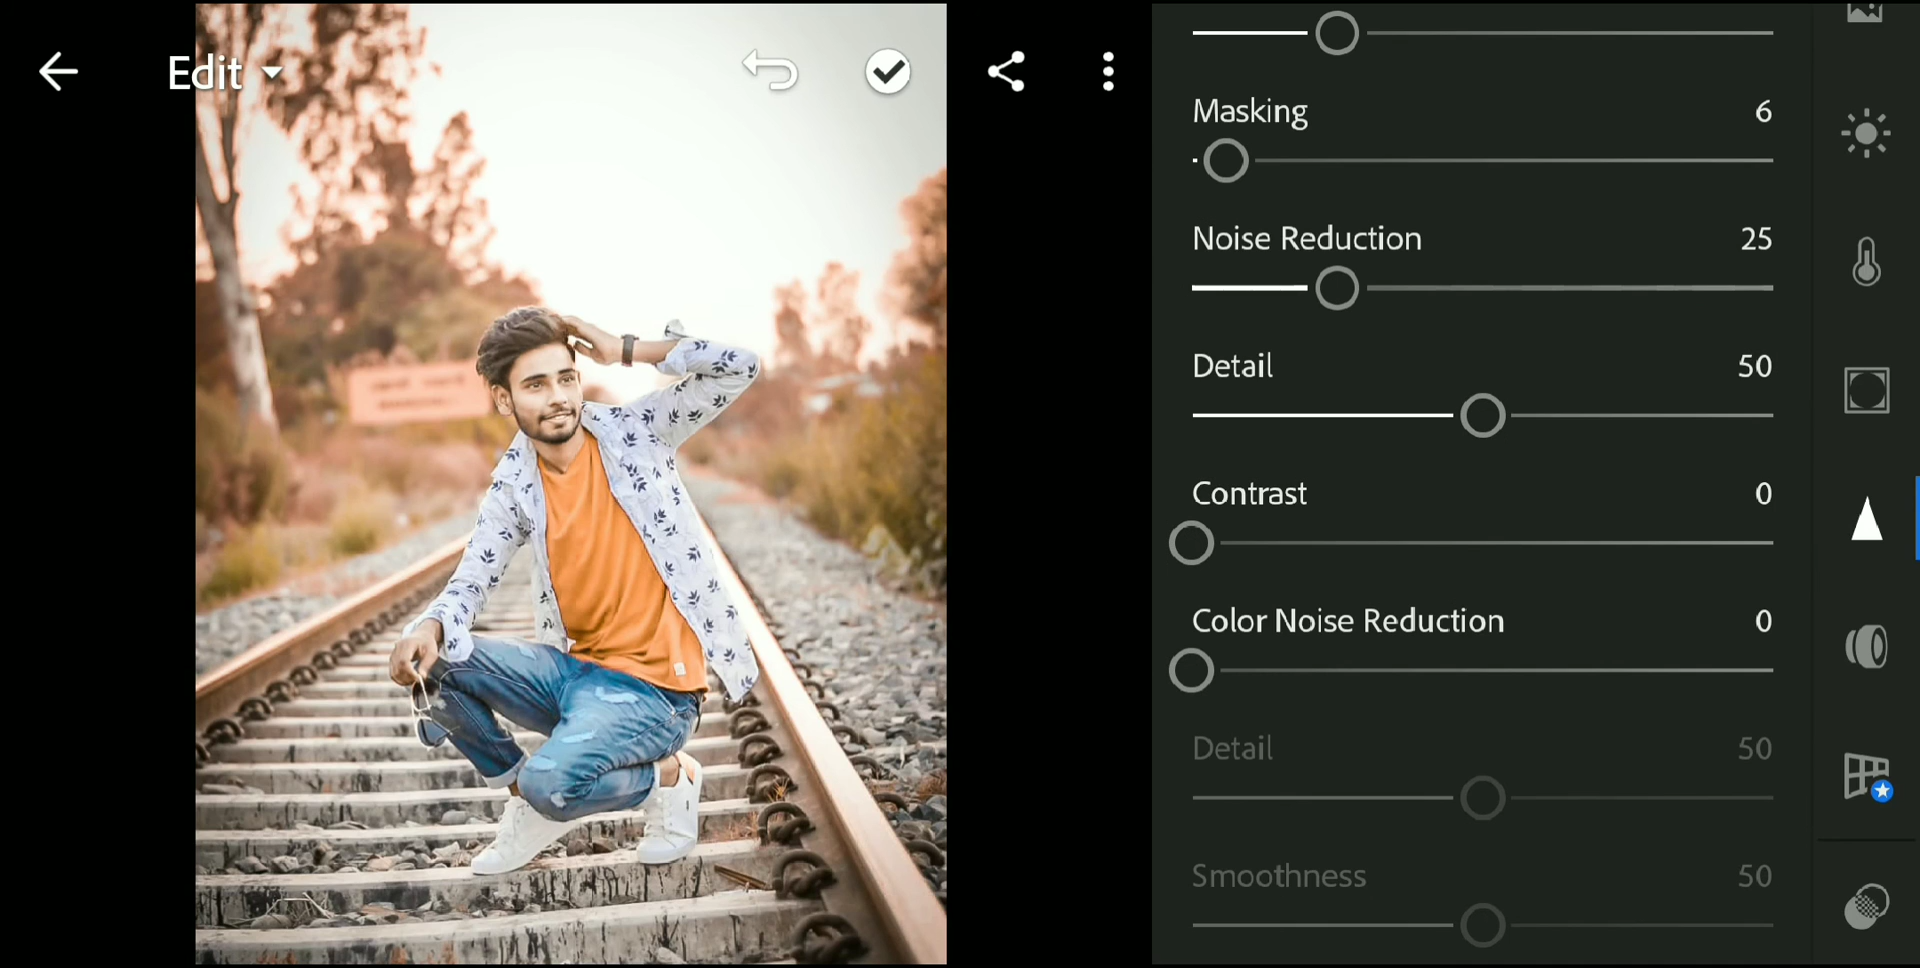 Edit
Masking 6
Noise Reduction 25
Detail 50
Contrast 0
Color Noise Reduction 0
Detail 50
Smoothness 50